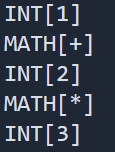 INT[1]
MATH[+]
INT[2]
MATH[*]
INT[3]